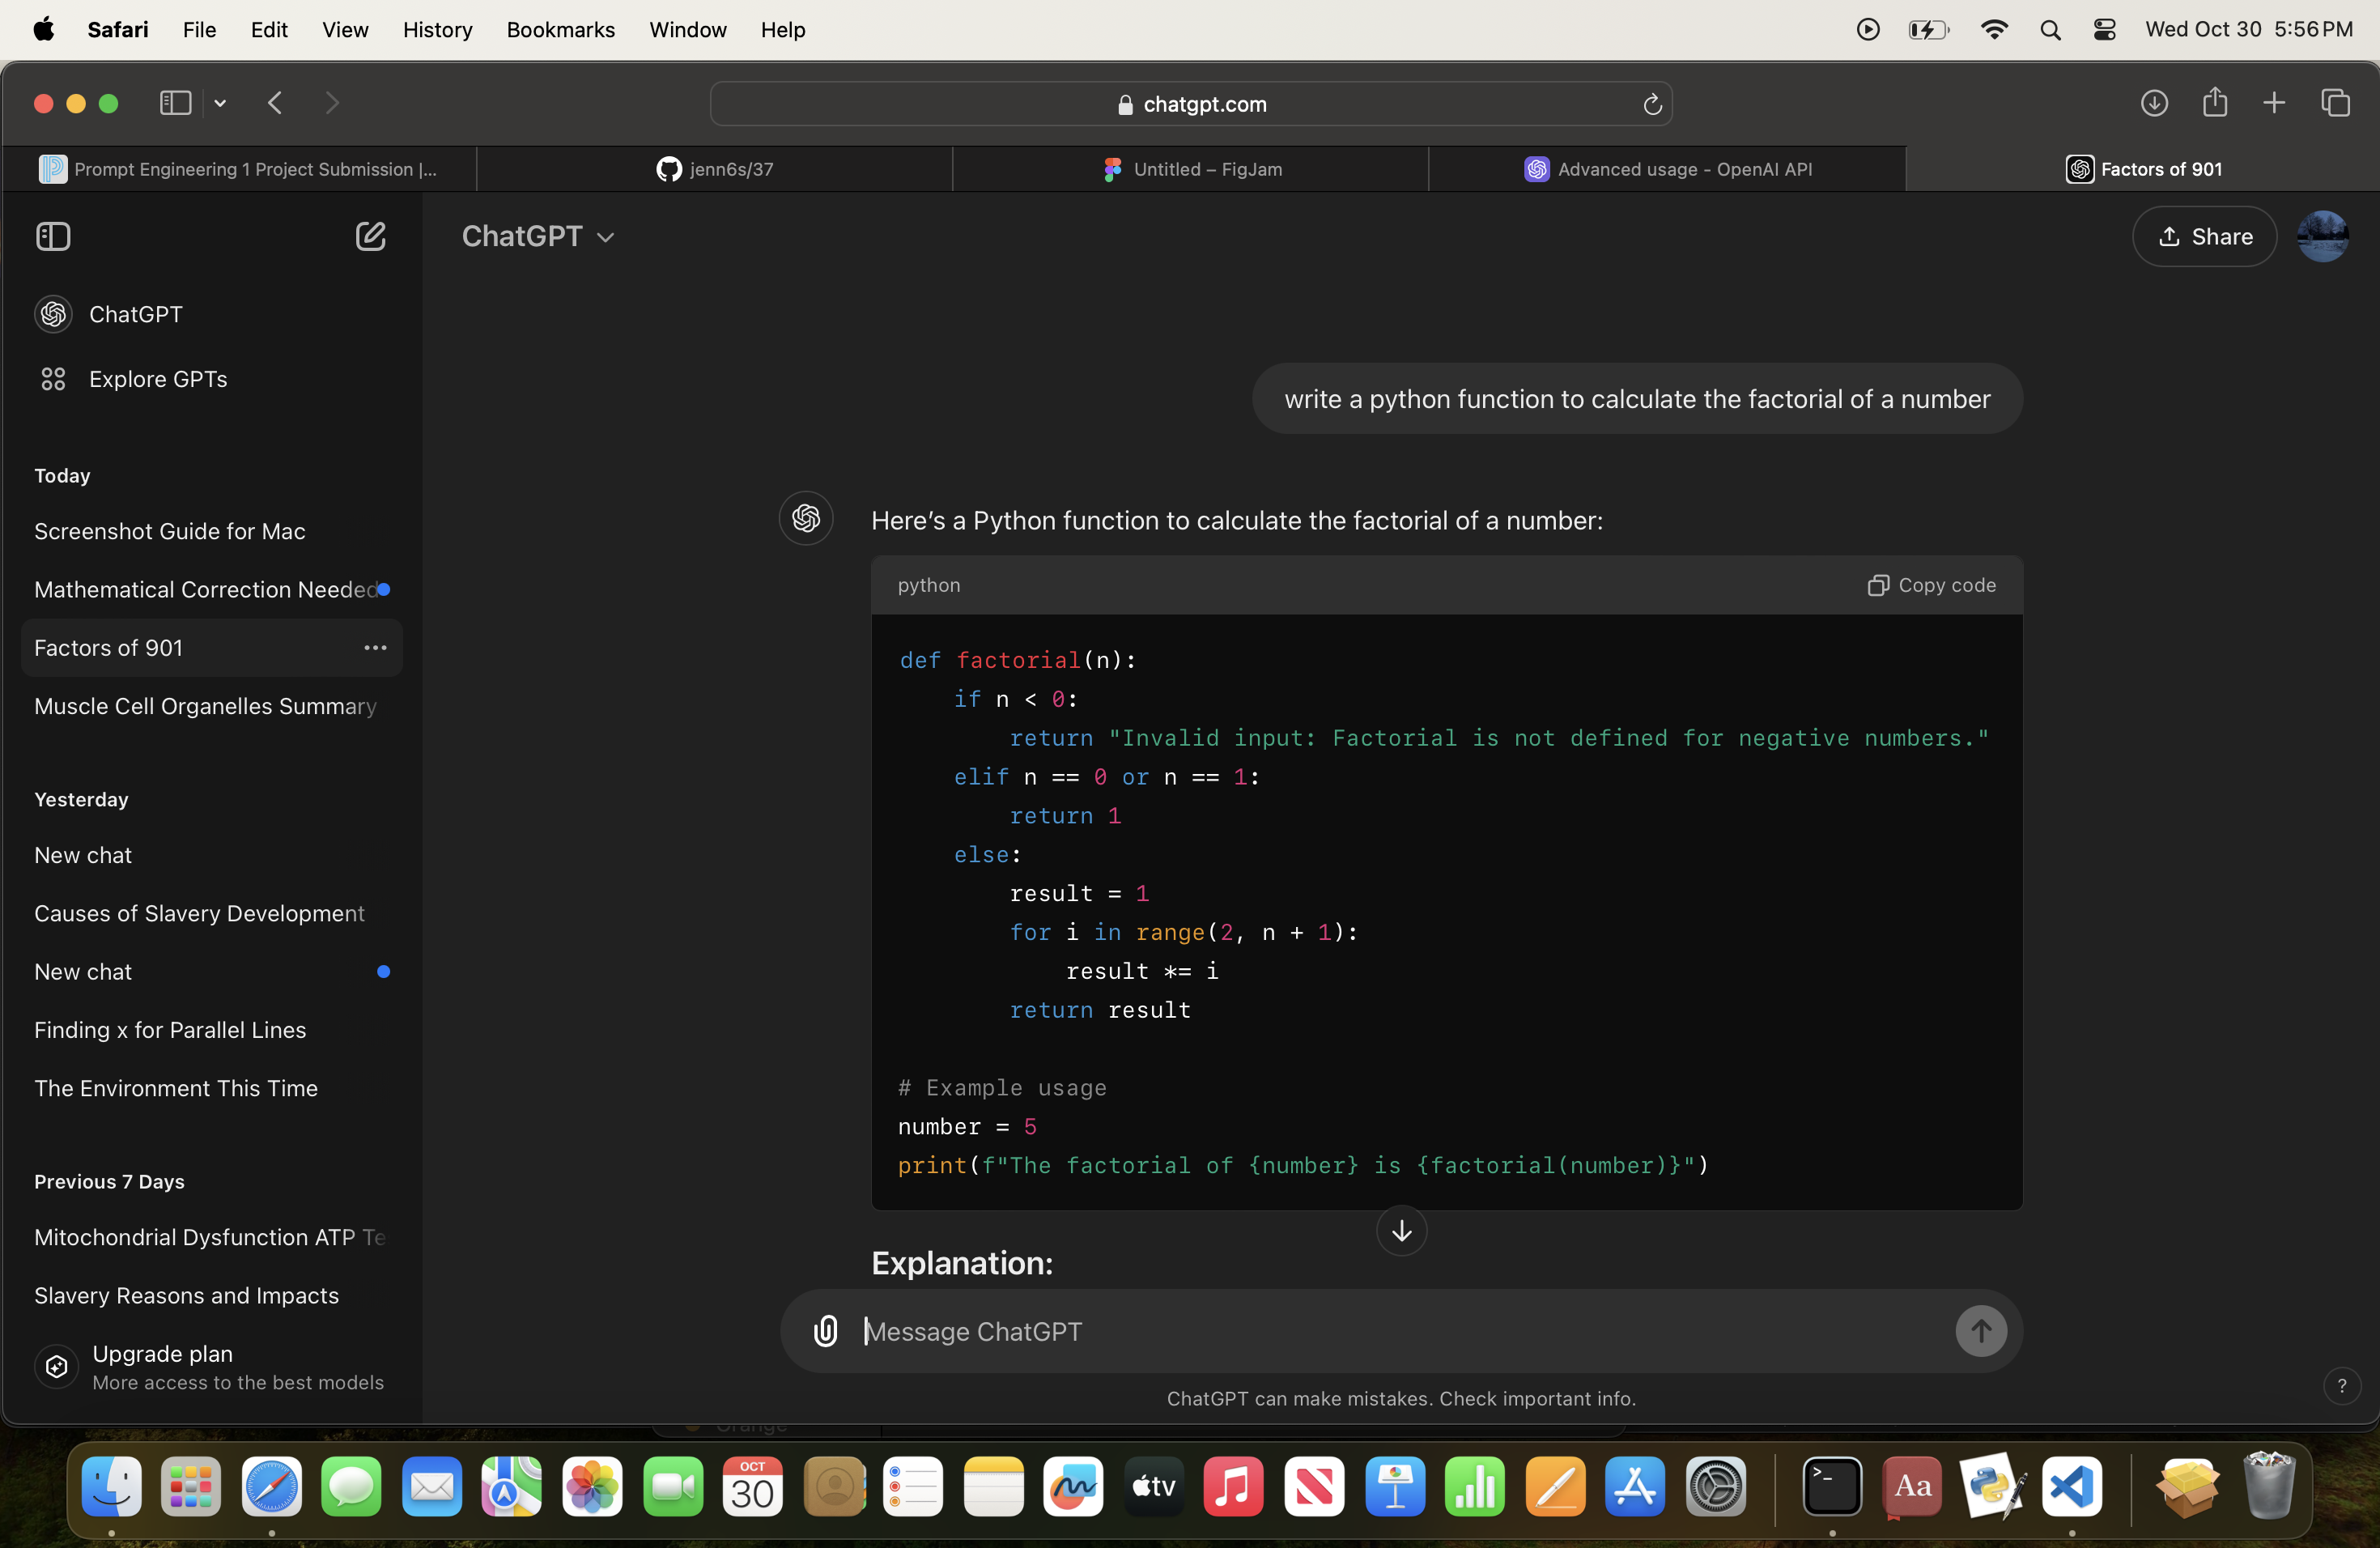 Safari File Edit View History Bookmarks Window Help Wed Oct 30 5:56 PM
chatgpt.com
Prompt Engineering 1 Project Submission |... jenn6s/37 Untitled – FigJam Advanced usage - OpenAI API Factors of 901
ChatGPT
Explore GPTs
Today
Screenshot Guide for Mac
Mathematical Correction Needed
Factors of 901
Muscle Cell Organelles Summary
Yesterday
New chat
Causes of Slavery Development
New chat
Finding x for Parallel Lines
The Environment This Time
Previous 7 Days
Mitochondrial Dysfunction ATP Te
Slavery Reasons and Impacts
Upgrade plan
More access to the best models
ChatGPT
Share
write a python function to calculate the factorial of a number
Here’s a Python function to calculate the factorial of a number:
python Copy code
def factorial(n):
    if n < 0:
        return "Invalid input: Factorial is not defined for negative numbers."
    elif n == 0 or n == 1:
        return 1
    else:
        result = 1
        for i in range(2, n + 1):
            result *= i
        return result
# Example usage
number = 5
print(f"The factorial of {number} is {factorial(number)}")
Explanation:
Message ChatGPT
ChatGPT can make mistakes. Check important info.
?
Orange
OCT
30
tv
>_
Aa